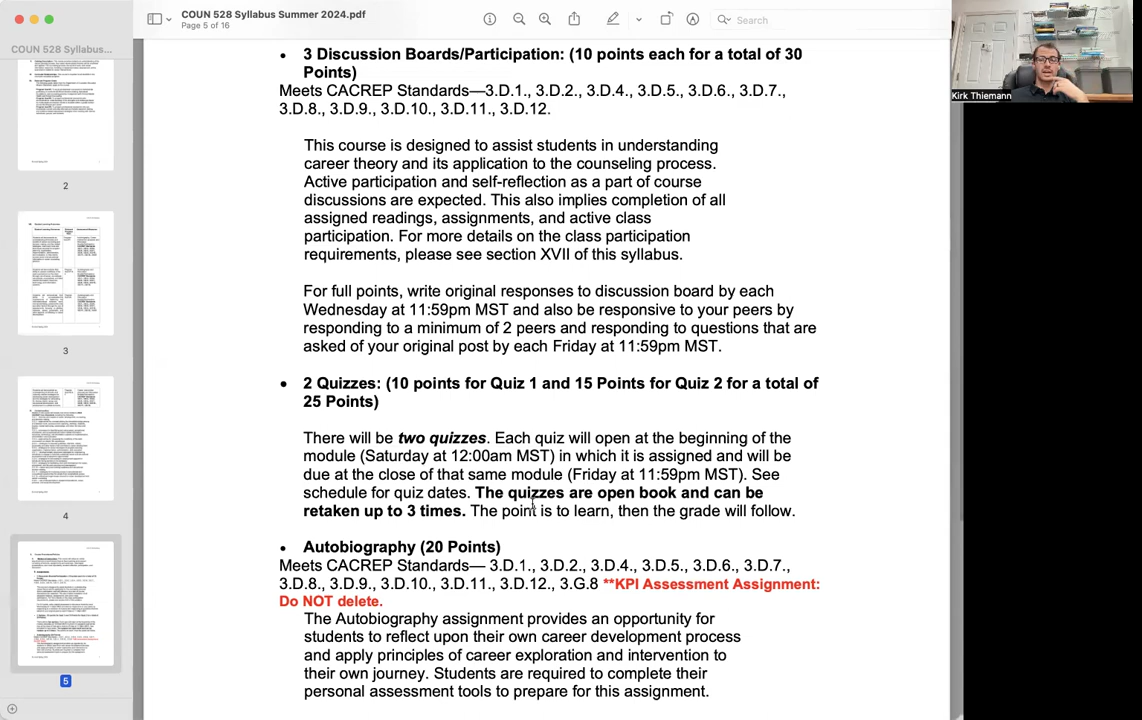 COUN 528 Syllabus Summer 2024.pdf
Page 5 of 16
Search
COUN 528 Syllabus...
2
3
4
5
Kirk Thiemann
• 3 Discussion Boards/Participation: (10 points each for a total of 30
Points)
Meets CACREP Standards—3.D.1., 3.D.2., 3.D.4., 3.D.5., 3.D.6., 3.D.7.,
3.D.8., 3.D.9., 3.D.10., 3.D.11., 3.D.12.
This course is designed to assist students in understanding
career theory and its application to the counseling process.
Active participation and self-reflection as a part of course
discussions are expected. This also implies completion of all
assigned readings, assignments, and active class
participation. For more details on the class participation
requirements, please see section XVII of this syllabus.
For full points, write original responses to discussion board by each
Wednesday at 11:59pm MST and also be responsive to your peers by
responding to a minimum of 2 peers and responding to questions that are
asked of your original post by each Friday at 11:59pm MST.
• 2 Quizzes: (10 points for Quiz 1 and 15 Points for Quiz 2 for a total of
25 Points)
There will be two quizzes. Each quiz will open at the beginning of the
module (Saturday at 12:00am MST) in which it is assigned and will be
due at the close of that same module (Friday at 11:59pm MST). See
schedule for quiz dates. The quizzes are open book and can be
retaken up to 3 times. The point is to learn, then the grade will follow.
• Autobiography (20 Points)
Meets CACREP Standards— 3.D.1., 3.D.2., 3.D.4., 3.D.5., 3.D.6., 3.D.7.,
3.D.8., 3.D.9., 3.D.10., 3.D.11., 3.D.12., 3.G.8 **KPI Assessment Assignment:
Do NOT delete.
The Autobiography assignment provides an opportunity for
students to reflect upon their own career development process
and apply principles of career exploration and intervention to
their own journey. Students are required to complete their
personal assessment tools to prepare for this assignment.